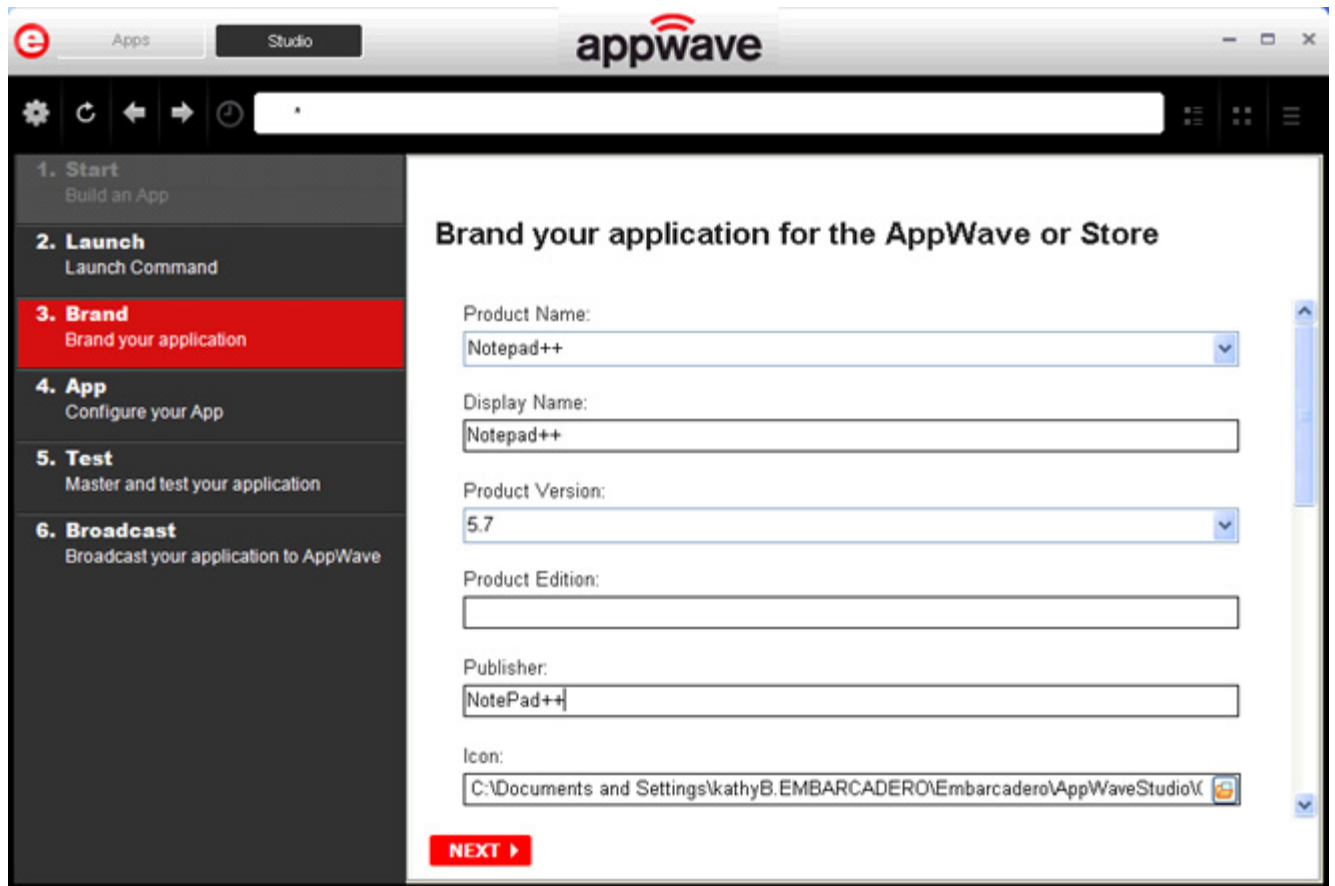 e
Apps
Studio
appwave
*
1. Start
Build an App
2. Launch
Launch Command
3. Brand
Brand your application
4. App
Configure your App
5. Test
Master and test your application
6. Broadcast
Broadcast your application to AppWave
Brand your application for the AppWave or Store
Product Name:
Notepad++
Display Name:
Notepad++
Product Version:
5.7
Product Edition:
Publisher:
NotePad++
Icon:
C:\Documents and Settings\kathyB.EMBARCADERO\Embarcadero\AppWaveStudio\
NEXT